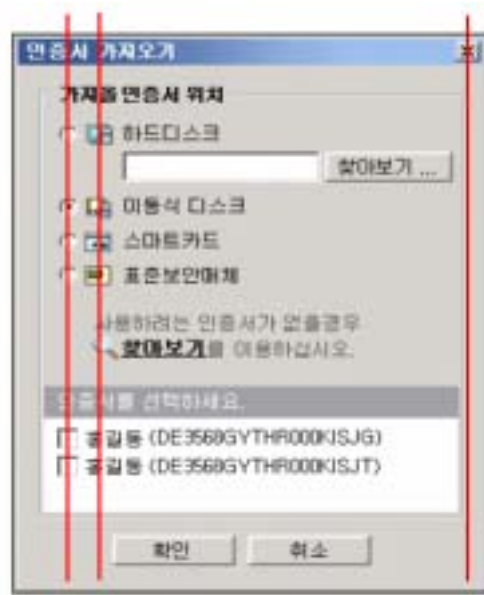 인증서 가져오기
가져올 인증서 위치
하드디스크
찾아보기 ...
이동식 디스크
스마트카드
표준보안매체
사용하려는 인증서가 없을경우
찾아보기를 이용하십시오.
인증서를 선택하세요.
홍길동 (DE3568GYTHR000KISJG)
홍길동 (DE3568GYTHR000KISJT)
확인 취소